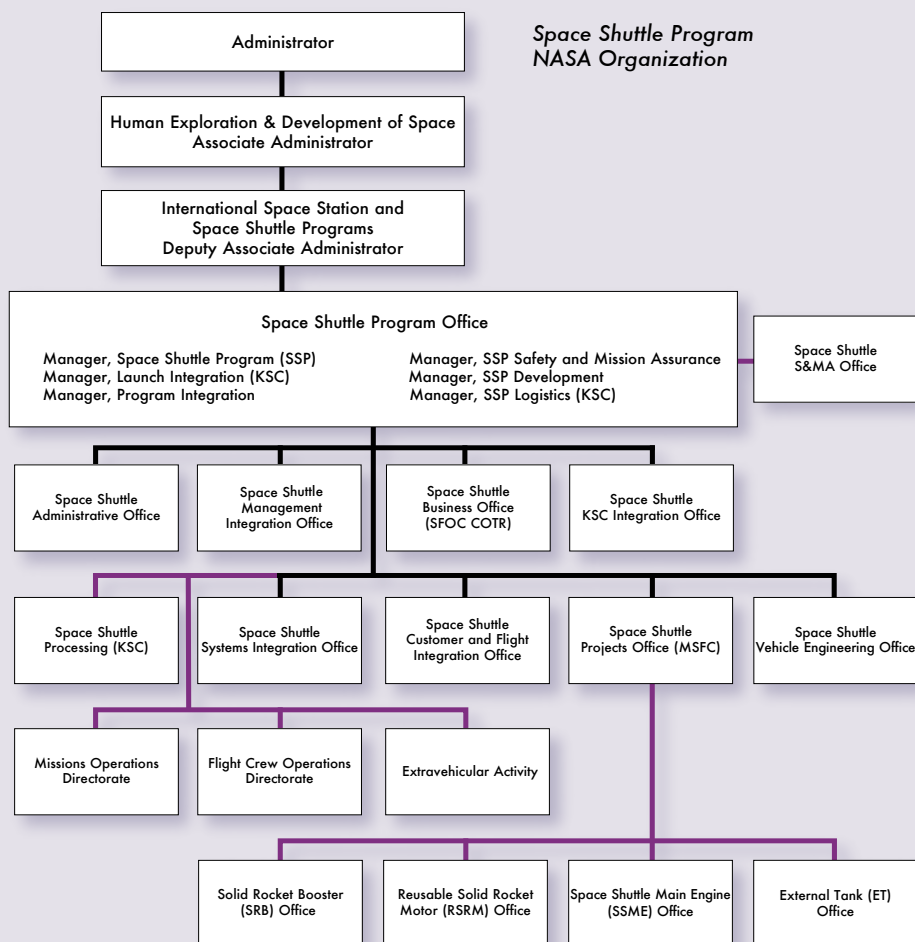 Administrator
Space Shuttle Program
NASA Organization
Human Exploration & Development of Space
Associate Administrator
International Space Station and
Space Shuttle Programs
Deputy Associate Administrator
Space Shuttle Program Office
Manager, Space Shuttle Program (SSP)
Manager, Launch Integration (KSC)
Manager, Program Integration
Manager, SSP Safety and Mission Assurance
Manager, SSP Development
Manager, SSP Logistics (KSC)
Space Shuttle
S&MA Office
Space Shuttle
Administrative Office
Space Shuttle
Management
Integration Office
Space Shuttle
Business Office
(SFOC COTR)
Space Shuttle
KSC Integration Office
Space Shuttle
Processing (KSC)
Space Shuttle
Systems Integration Office
Space Shuttle
Customer and Flight
Integration Office
Space Shuttle
Projects Office (MSFC)
Space Shuttle
Vehicle Engineering Office
Missions Operations
Directorate
Flight Crew Operations
Directorate
Extravehicular Activity
Solid Rocket Booster
(SRB) Office
Reusable Solid Rocket
Motor (RSRM) Office
Space Shuttle Main Engine
(SSME) Office
External Tank (ET)
Office